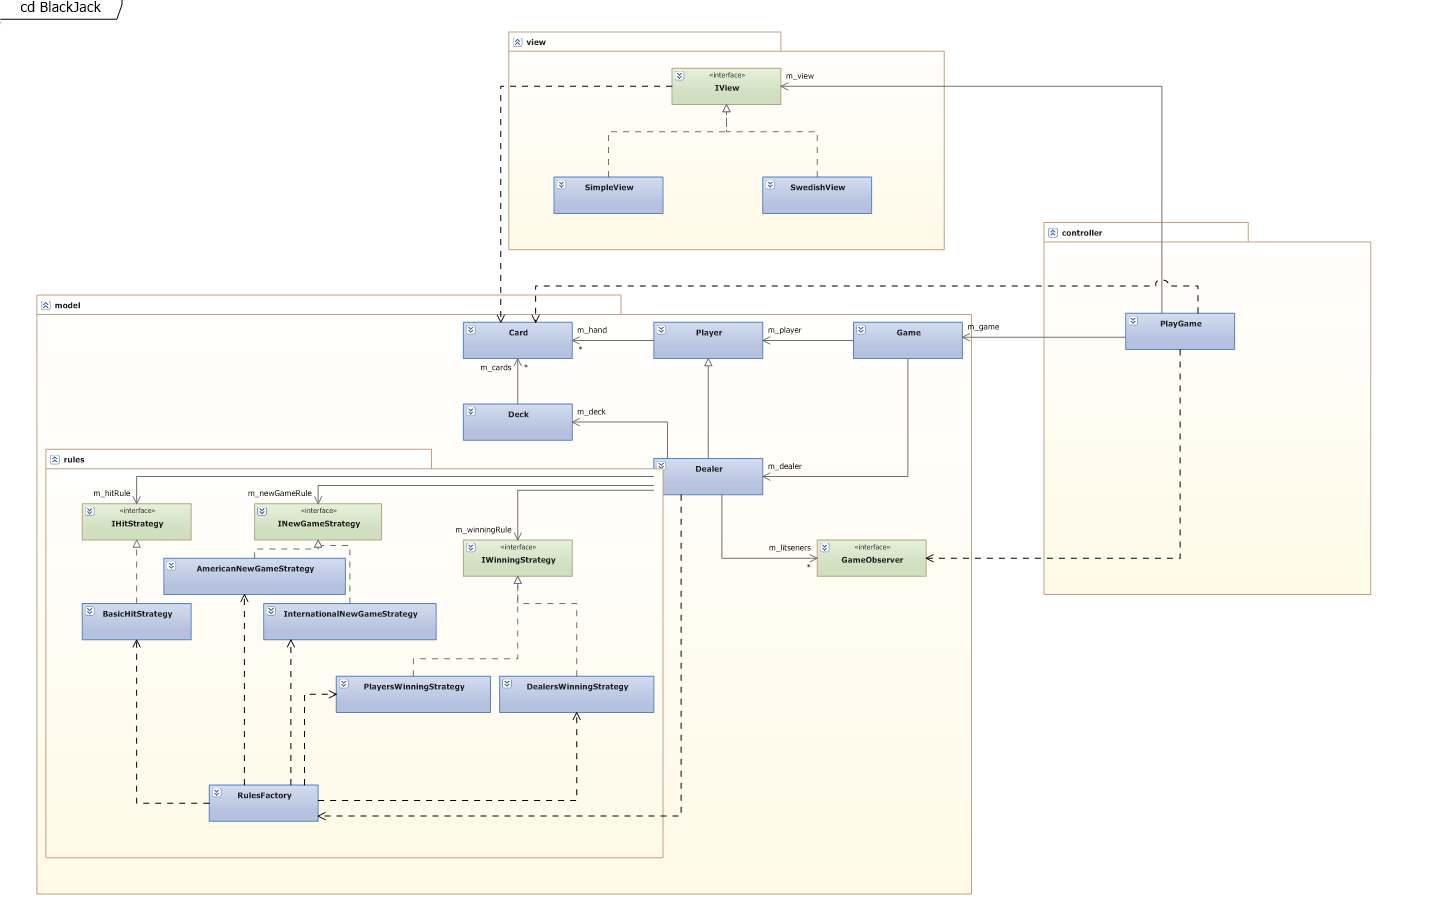 cd BlackJack
view
«interface»
IView
m_view
SimpleView
SwedishView
controller
PlayGame
m_game
model
Card
m_hand
*
Player
m_player
Game
m_cards
*
Deck
m_deck
Dealer
m_dealer
rules
m_hitRule
«interface»
IHitStrategy
m_newGameRule
«interface»
INewGameStrategy
m_winningRule
«interface»
IWinningStrategy
m_litseners
*
«interface»
GameObserver
AmericanNewGameStrategy
BasicHitStrategy
InternationalNewGameStrategy
PlayersWinningStrategy
DealersWinningStrategy
RulesFactory